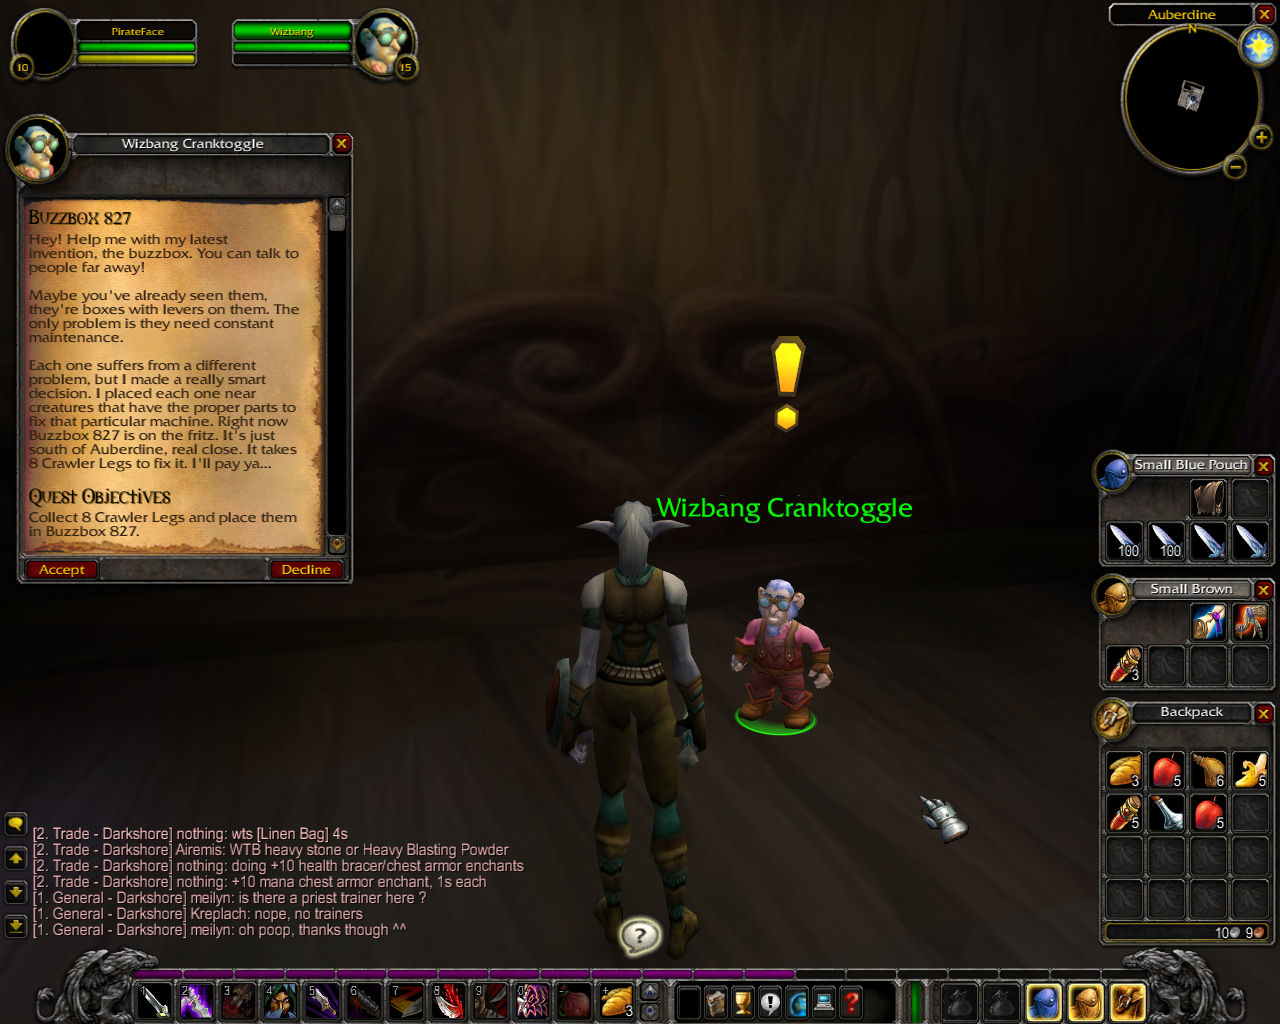 PirateFace
10
Wizbang
15
Auberdine
N
Wizbang Cranktoggle
Buzzbox 827
Hey! Help me with my latest
invention, the buzzbox. You can talk to
people far away!
Maybe you've already seen them,
they're boxes with levers on them. The
only problem is they need constant
maintenance.
Each one suffers from a different
problem, but I made a really smart
decision. I placed each one near
creatures that have the proper parts to
fix that particular machine. Right now
Buzzbox 827 is on the fritz. It's just
south of Auberdine, real close. It takes
8 Crawler Legs to fix it. I'll pay ya...
Quest Objectives
Collect 8 Crawler Legs and place them
in Buzzbox 827.
Accept
Decline
Wizbang Cranktoggle
Small Blue Pouch
100
100
Small Brown
3
Backpack
3
5
6
5
5
5
10
9
[2. Trade - Darkshore] nothing: wts [Linen Bag] 4s
[2. Trade - Darkshore] Airemis: WTB heavy stone or Heavy Blasting Powder
[2. Trade - Darkshore] nothing: doing +10 health bracer/chest armor enchants
[2. Trade - Darkshore] nothing: +10 mana chest armor enchant, 1s each
[1. General - Darkshore] meilyn: is there a priest trainer here ?
[1. General - Darkshore] Kreplach: nope, no trainers
[1. General - Darkshore] meilyn: oh poop, thanks though ^^
?
1
2
3
4
5
6
7
8
9
0
-
+
3
!
?